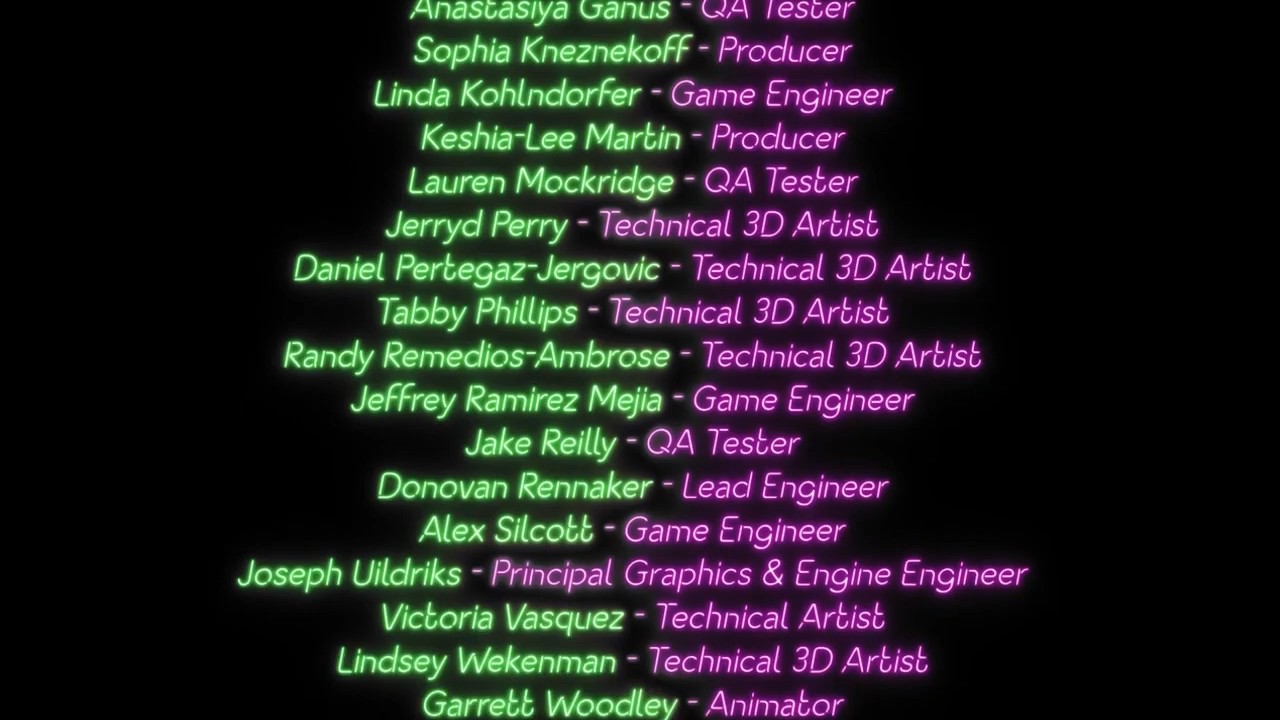 Anastasiya Ganus - QA Tester
Sophia Kneznekoff - Producer
Linda Kohlndorfer - Game Engineer
Keshia-Lee Martin - Producer
Lauren Mockridge - QA Tester
Jerryd Perry - Technical 3D Artist
Daniel Pertegaz-Jergovic - Technical 3D Artist
Tabby Phillips - Technical 3D Artist
Randy Remedios-Ambrose - Technical 3D Artist
Jeffrey Ramirez Mejia - Game Engineer
Jake Reilly - QA Tester
Donovan Rennaker - Lead Engineer
Alex Silcott - Game Engineer
Joseph Uildriks - Principal Graphics & Engine Engineer
Victoria Vasquez - Technical Artist
Lindsey Wekenman - Technical 3D Artist
Garrett Woodley - Animator